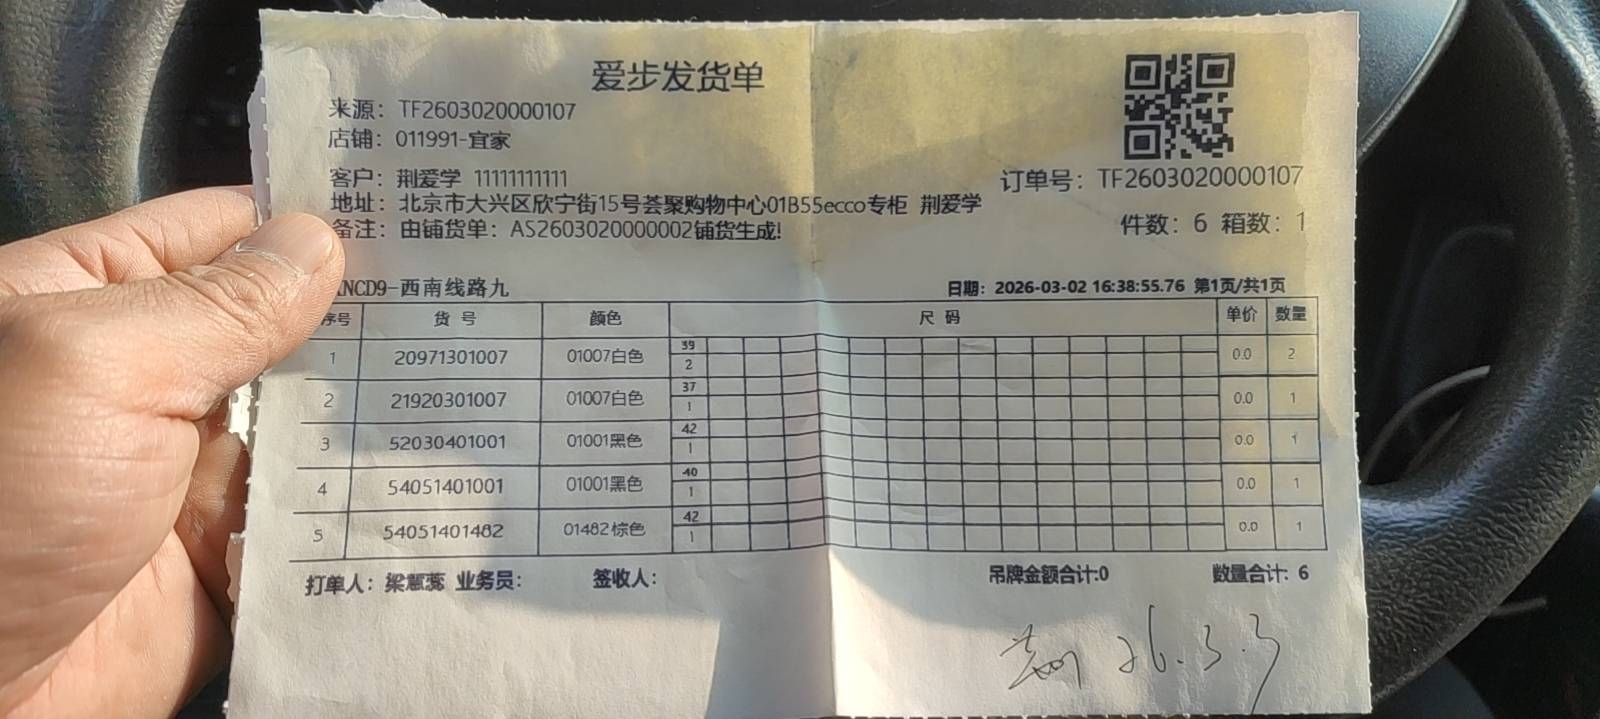 爱步发货单
来源：TF2603020000107
店铺：011991-宜家
客户：荆爱学 11111111111
订单号：TF2603020000107
地址：北京市大兴区欣宁街15号荟聚购物中心01B55ecco专柜 荆爱学
备注：由铺货单：AS2603020000002铺货生成!
件数：6 箱数：1
NCD9-西南线路九
日期：2026-03-02 16:38:55.76 第1页/共1页
序号 货号 颜色 尺码 单价 数量
39
1 20971301007 01007白色 0.0 2
2
37
2 21920301007 01007白色 0.0 1
1
42
3 52030401001 01001黑色 0.0 1
1
40
4 54051401001 01001黑色 0.0 1
1
42
5 54051401482 01482棕色 0.0 1
1
打单人：梁慧蕊 业务员： 签收人： 吊牌金额合计:0 数量合计：6
26.3.3